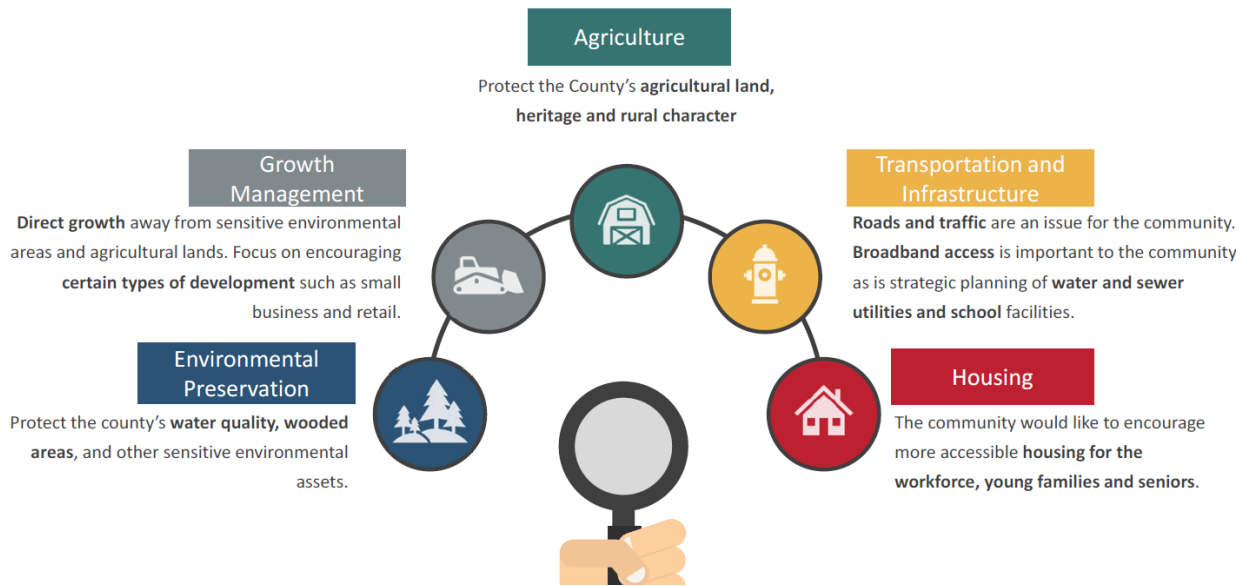 Agriculture
Protect the County’s agricultural land,
heritage and rural character
Growth
Management
Direct growth away from sensitive environmental
areas and agricultural lands. Focus on encouraging
certain types of development such as small
business and retail.
Transportation and
Infrastructure
Roads and traffic are an issue for the community.
Broadband access is important to the community
as is strategic planning of water and sewer
utilities and school facilities.
Environmental
Preservation
Protect the county’s water quality, wooded
areas, and other sensitive environmental
assets.
Housing
The community would like to encourage
more accessible housing for the
workforce, young families and seniors.